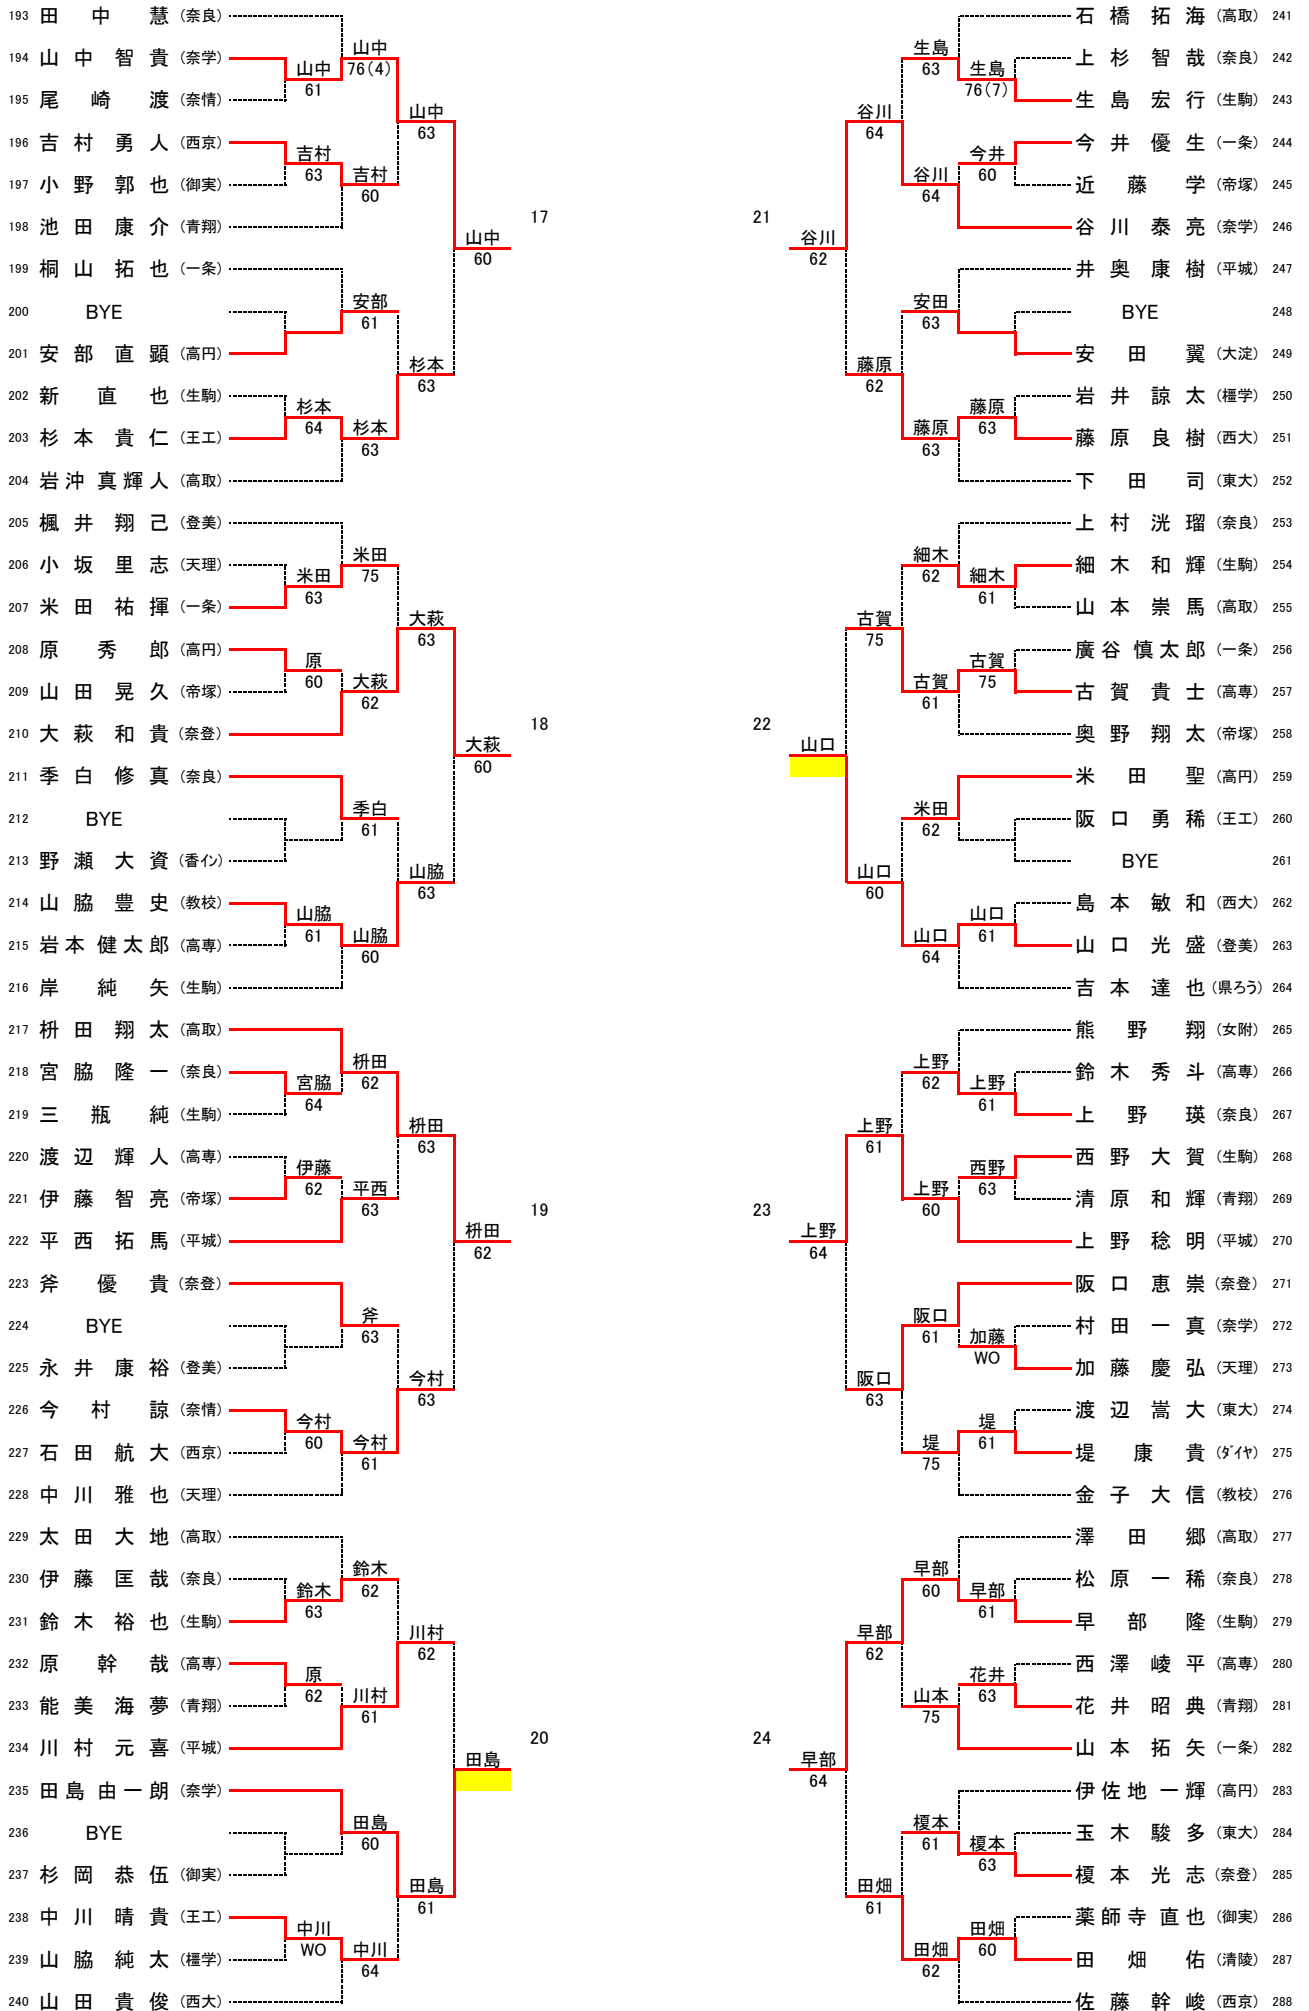 193 田中 慧 (奈良)
194 山中 智貴 (奈学)
195 尾崎 渡 (奈情)
196 吉村 勇人 (西京)
197 小野 郭也 (御実)
198 池田 康介 (青翔)
199 桐山 拓也 (一条)
200 BYE
201 安部 直顕 (高円)
202 新 直也 (生駒)
203 杉本 貴仁 (王工)
204 岩沖 真輝人 (高取)
205 楓井 翔己 (登美)
206 小坂 里志 (天理)
207 米田 祐揮 (一条)
208 原 秀郎 (高円)
209 山田 晃久 (帝塚)
210 大萩 和貴 (奈登)
211 季白 修真 (奈良)
212 BYE
213 野瀬 大資 (香イン)
214 山脇 豊史 (教校)
215 岩本 健太郎 (高専)
216 岸 純矢 (生駒)
217 枡田 翔太 (高取)
218 宮脇 隆一 (奈良)
219 三瓶 純 (生駒)
220 渡辺 輝人 (高専)
221 伊藤 智亮 (帝塚)
222 平西 拓馬 (平城)
223 斧 優貴 (奈登)
224 BYE
225 永井 康裕 (登美)
226 今村 諒 (奈情)
227 石田 航大 (西京)
228 中川 雅也 (天理)
229 太田 大地 (高取)
230 伊藤 匡哉 (奈良)
231 鈴木 裕也 (生駒)
232 原 幹哉 (高専)
233 能美 海夢 (青翔)
234 川村 元喜 (平城)
235 田島 由一朗 (奈学)
236 BYE
237 杉岡 恭伍 (御実)
238 中川 晴貴 (王工)
239 山脇 純太 (橿学)
240 山田 貴俊 (西大)
山中
61
吉村
63
杉本
64
米田
63
原
60
山脇
61
宮脇
64
伊藤
62
今村
60
鈴木
63
原
62
中川
WO
山中
76(4)
吉村
60
安部
61
杉本
63
米田
75
大萩
62
季白
61
山脇
60
枡田
62
平西
63
斧
63
今村
61
鈴木
62
川村
61
田島
60
中川
64
山中
63
杉本
63
大萩
63
山脇
63
枡田
63
今村
63
川村
62
田島
61
山中
60
大萩
60
枡田
62
田島
17
18
19
20
21
22
23
24
谷川
62
山口
上野
64
早部
64
谷川
64
藤原
62
古賀
75
山口
60
上野
61
阪口
63
早部
62
田畑
61
生島
63
谷川
64
安田
63
藤原
63
細木
62
古賀
61
米田
62
山口
64
上野
62
上野
60
阪口
61
堤
75
早部
60
山本
75
榎本
61
田畑
62
生島
76(7)
今井
60
藤原
63
細木
61
古賀
75
山口
61
上野
61
西野
63
加藤
WO
堤
61
早部
61
花井
63
榎本
63
田畑
60
石橋 拓海 (高取) 241
上杉 智哉 (奈良) 242
生島 宏行 (生駒) 243
今井 優生 (一条) 244
近藤 学 (帝塚) 245
谷川 泰亮 (奈学) 246
井奥 康樹 (平城) 247
BYE 248
安田 翼 (大淀) 249
岩井 諒太 (橿学) 250
藤原 良樹 (西大) 251
下田 司 (東大) 252
上村 洸瑠 (奈良) 253
細木 和輝 (生駒) 254
山本 崇馬 (高取) 255
廣谷 慎太郎 (一条) 256
古賀 貴士 (高専) 257
奥野 翔太 (帝塚) 258
米田 聖 (高円) 259
阪口 勇稀 (王工) 260
BYE 261
島本 敏和 (西大) 262
山口 光盛 (登美) 263
吉本 達也 (県ろう) 264
熊野 翔 (女附) 265
鈴木 秀斗 (高専) 266
上野 瑛 (奈良) 267
西野 大賀 (生駒) 268
清原 和輝 (青翔) 269
上野 稔明 (平城) 270
阪口 恵崇 (奈登) 271
村田 一真 (奈学) 272
加藤 慶弘 (天理) 273
渡辺 嵩大 (東大) 274
堤 康貴 (ダイヤ) 275
金子 大信 (教校) 276
澤田 郷 (高取) 277
松原 一稀 (奈良) 278
早部 隆 (生駒) 279
西澤 崚平 (高専) 280
花井 昭典 (青翔) 281
山本 拓矢 (一条) 282
伊佐地 一輝 (高円) 283
玉木 駿多 (東大) 284
榎本 光志 (奈登) 285
薬師寺 直也 (御実) 286
田畑 佑 (清陵) 287
佐藤 幹峻 (西京) 288